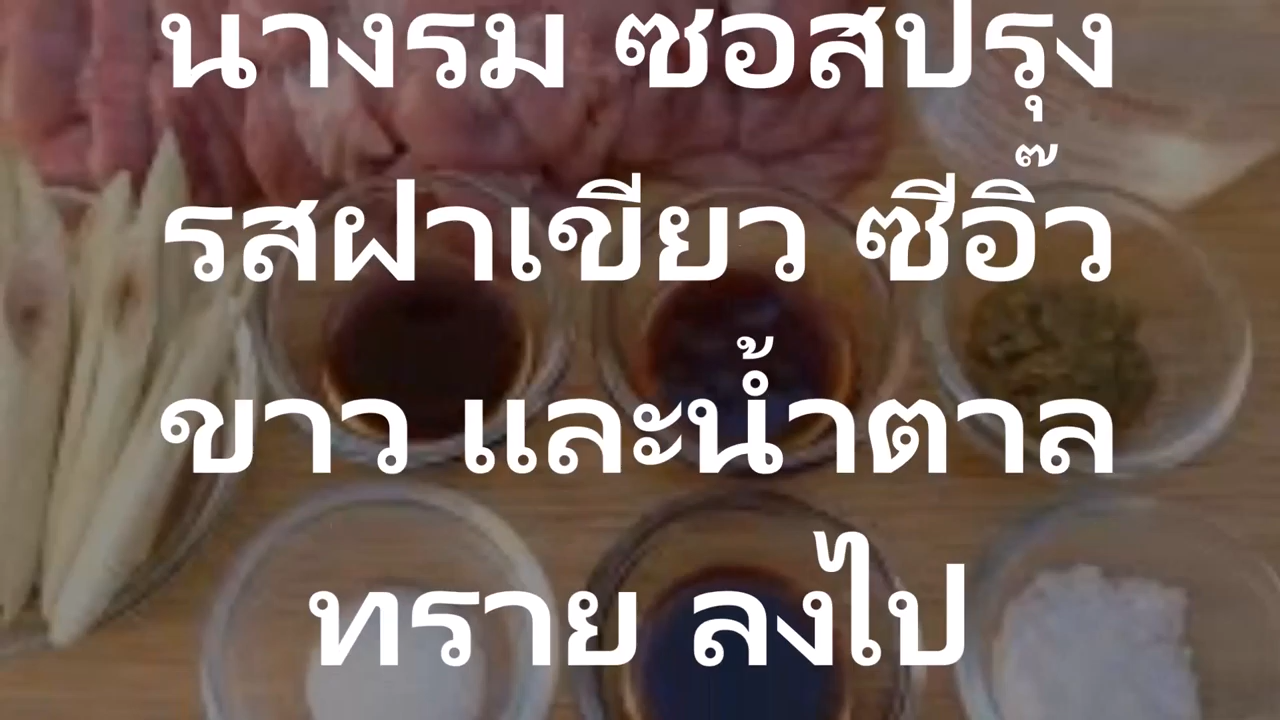 นางรม ซอสปรุง
รสฝาเขียว ซีอิ๊ว
ขาว และน้ำตาล
ทราย ลงไป